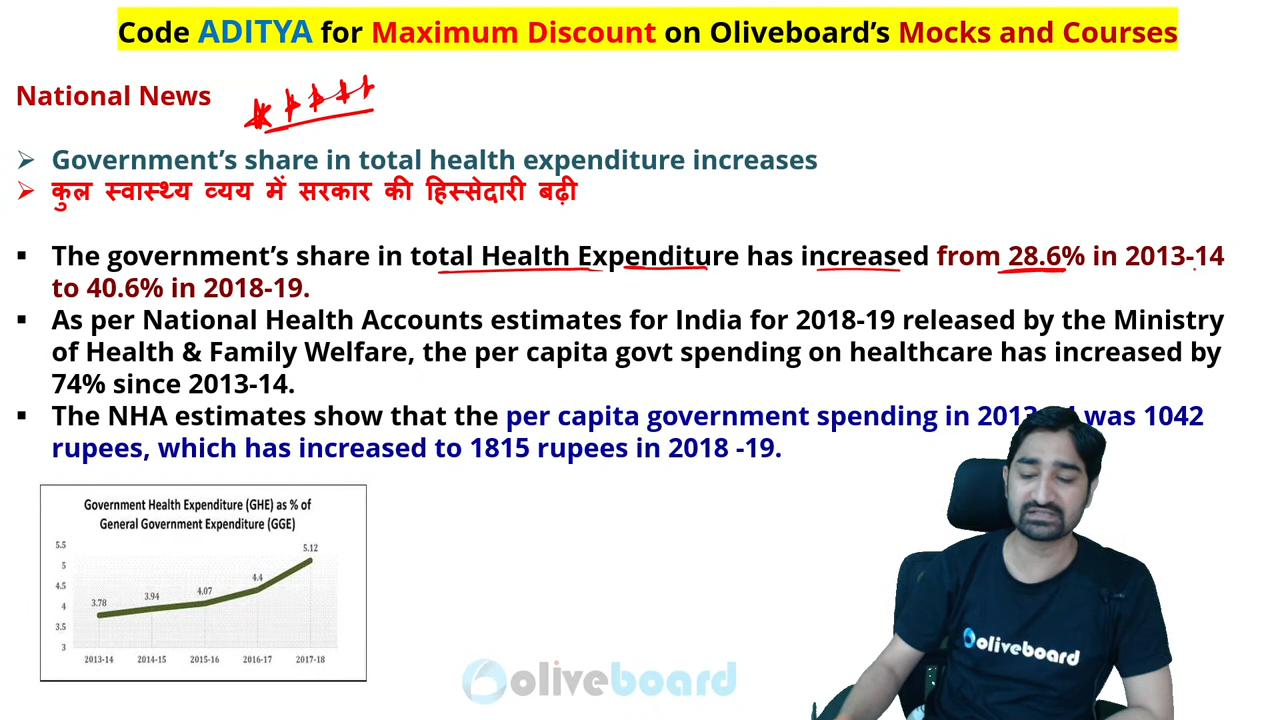 Code ADITYA for Maximum Discount on Oliveboard's Mocks and Courses
National News
➢ Government's share in total health expenditure increases
➢ कुल स्वास्थ्य व्यय में सरकार की हिस्सेदारी बढ़ी
▪ The government's share in total Health Expenditure has increased from 28.6% in 2013-14
to 40.6% in 2018-19.
▪ As per National Health Accounts estimates for India for 2018-19 released by the Ministry
of Health & Family Welfare, the per capita govt spending on healthcare has increased by
74% since 2013-14.
▪ The NHA estimates show that the per capita government spending in was 1042
rupees, which has increased to 1815 rupees in 2018 -19.
Government Health Expenditure (GHE) as % of
General Government Expenditure (GGE)
5.5
5
4.5
4
3.5
3
3.78 3.94 4.07 4.4 5.12
2013-14 2014-15 2015-16 2016-17 2017-18
oliveboard
oliveboard